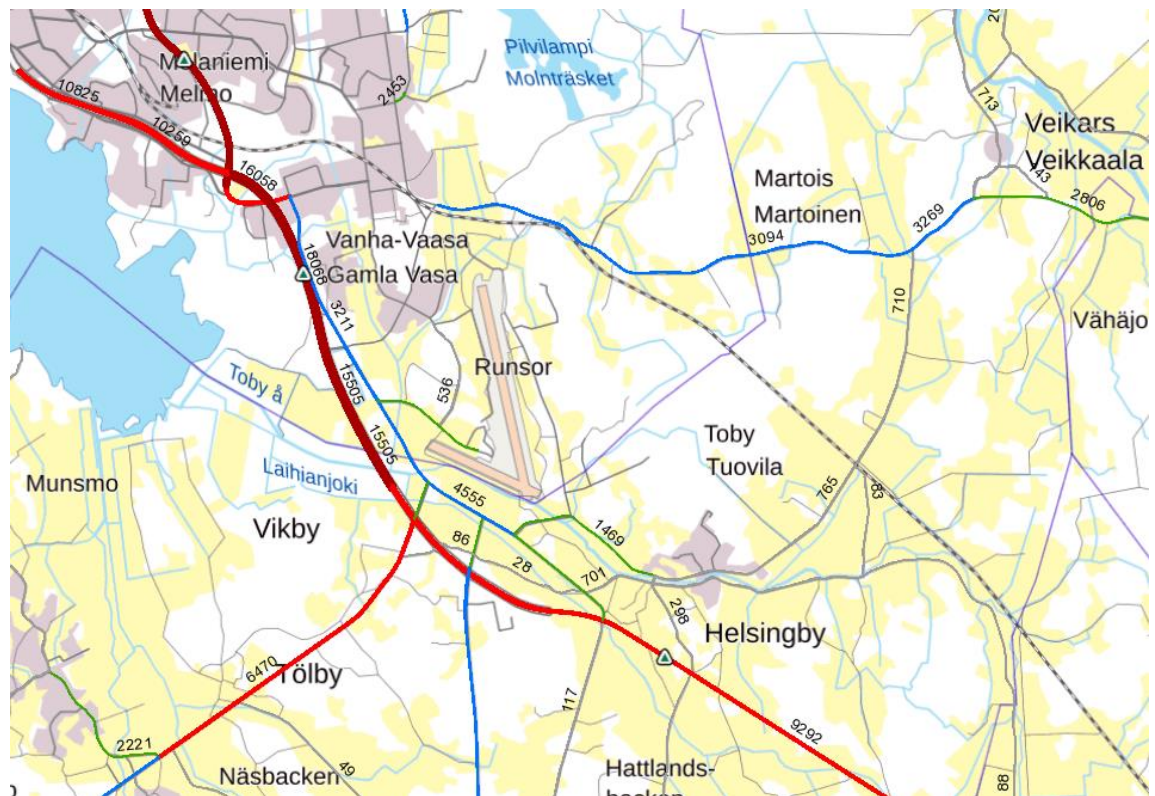 20
Pilvilampi
Molnträsket
Melaniemi
Melmo
10825
2453
713
Veikars
Veikkaala
10259
16058
743
Martois
Martoinen
2806
3269
3094
Vanha-Vaasa
Gamla Vasa
18068
3211
710
Vähäjo
Runsor
Toby å
15505
536
15505
Toby
Tuovila
Laihianjoki
Munsmo
4555
765
83
Vikby
86
28
1469
701
298
Helsingby
6470
Tölby
117
9292
2221
49
Näsbacken
Hattlands-
88